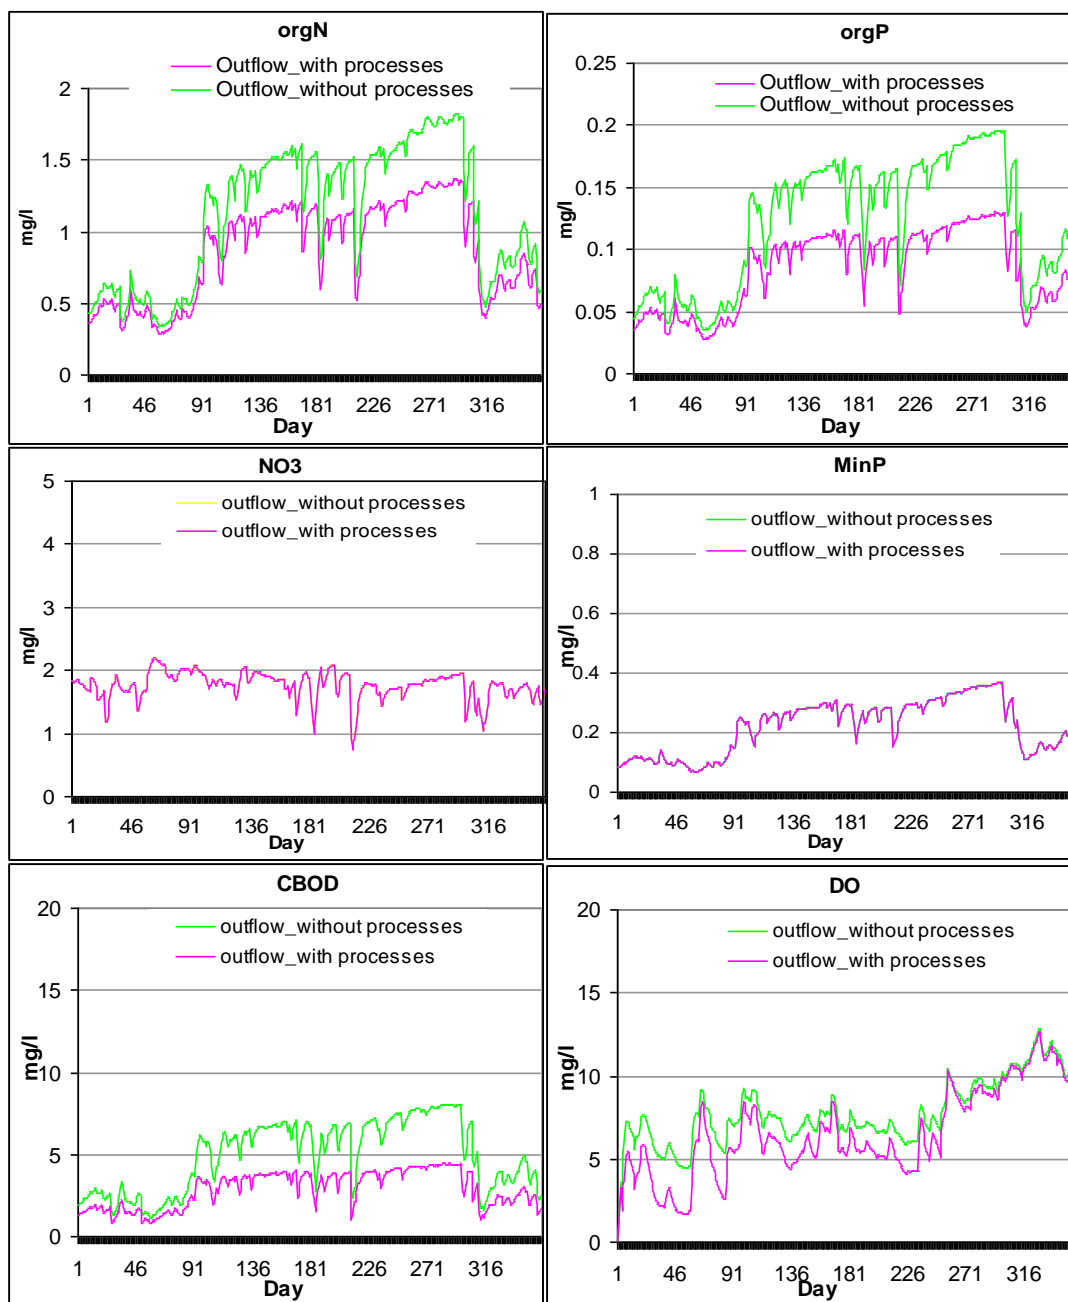 orgN
Outflow_with processes
Outflow_without processes
2
1.5
1
0.5
0
mg/l
1 46 91 136 181 226 271 316
Day
orgP
Outflow_with processes
Outflow_without processes
0.25
0.2
0.15
0.1
0.05
0
mg/l
1 46 91 136 181 226 271 316
Day
NO3
outflow_without processes
outflow_with processes
5
4
3
2
1
0
mg/l
1 46 91 136 181 226 271 316
Day
MinP
outflow_without processes
outflow_with processes
1
0.8
0.6
0.4
0.2
0
mg/l
1 46 91 136 181 226 271 316
Day
CBOD
outflow_without processes
outflow_with processes
20
15
10
5
0
mg/l
1 46 91 136 181 226 271 316
Day
DO
outflow_without processes
outflow_with processes
20
15
10
5
0
mg/l
1 46 91 136 181 226 271 316
Day